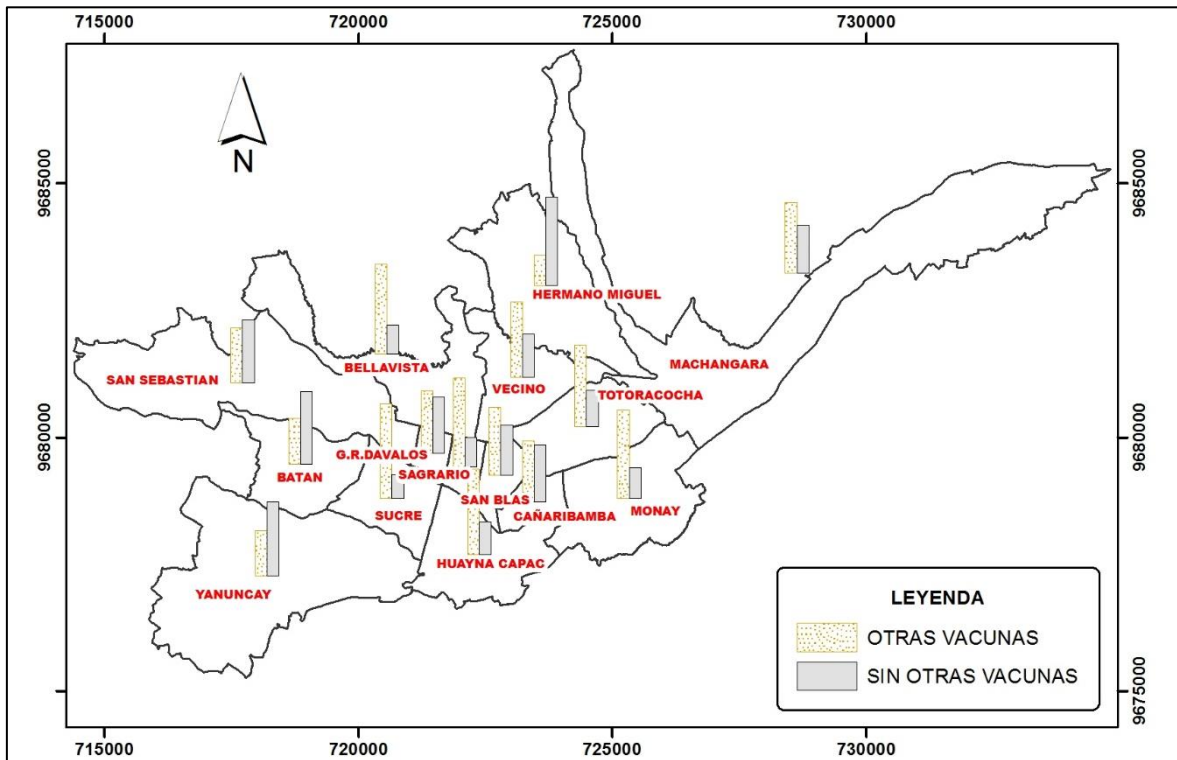 715000
720000
725000
730000
9685000
9685000
N
HERMANO MIGUEL
MACHANGARA
BELLAVISTA
SAN SEBASTIAN
VECINO
TOTORACOCHA
9680000
9680000
G.R.DAVALOS
SAGRARIO
BATAN
SAN BLAS
SUCRE
CAÑARIBAMBA
MONAY
HUAYNA CAPAC
YANUNCAY
LEYENDA
OTRAS VACUNAS
SIN OTRAS VACUNAS
9675000
715000
720000
725000
730000